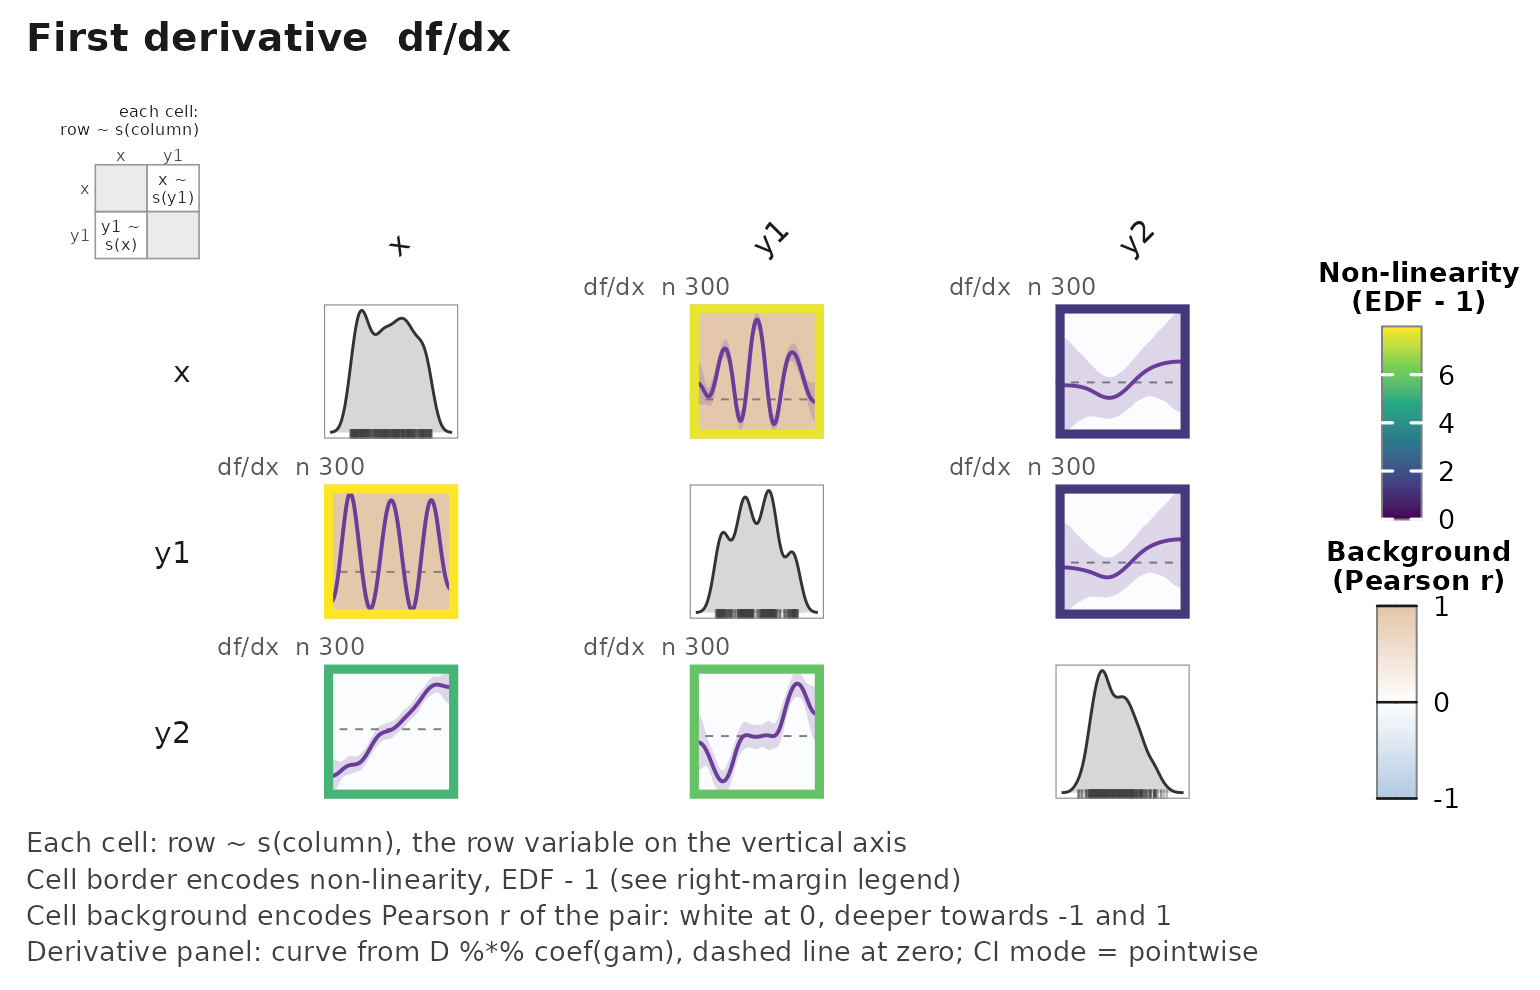 First derivative  df/dx
each cell:
row ~ s(column)
x y1
x
x ~
s(y1)
y1
y1 ~
s(x)
x
y1
y2
df/dx  n 300
df/dx  n 300
x
df/dx  n 300
df/dx  n 300
y1
df/dx  n 300
df/dx  n 300
y2
Non-linearity
(EDF - 1)
6
4
2
0
Background
(Pearson r)
1
0
-1
Each cell: row ~ s(column), the row variable on the vertical axis
Cell border encodes non-linearity, EDF - 1 (see right-margin legend)
Cell background encodes Pearson r of the pair: white at 0, deeper towards -1 and 1
Derivative panel: curve from D %*% coef(gam), dashed line at zero; CI mode = pointwise